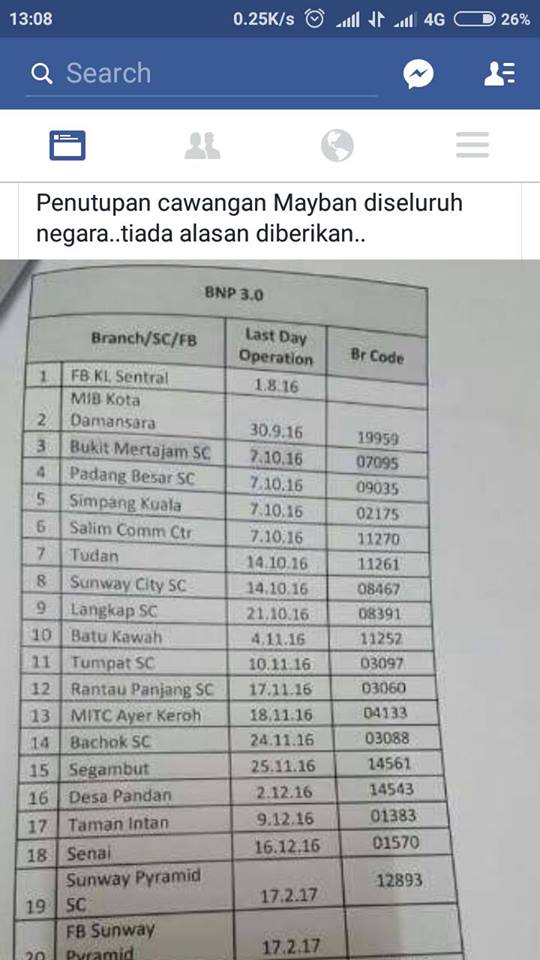 13:08 0.25K/s 4G 26%
Search
Penutupan cawangan Mayban diseluruh
negara..tiada alasan diberikan..
BNP 3.0
Branch/SC/FB Last Day Operation Br Code
1 FB KL Sentral 1.8.16
2 MIB Kota Damansara 30.9.16 19959
3 Bukit Mertajam SC 7.10.16 07095
4 Padang Besar SC 7.10.16 09035
5 Simpang Kuala 7.10.16 02175
6 Salim Comm Ctr 7.10.16 11270
7 Tudan 14.10.16 11261
8 Sunway City SC 14.10.16 08467
9 Langkap SC 21.10.16 08391
10 Batu Kawah 4.11.16 11252
11 Tumpat SC 10.11.16 03097
12 Rantau Panjang SC 17.11.16 03060
13 MITC Ayer Keroh 18.11.16 04133
14 Bachok SC 24.11.16 03088
15 Segambut 25.11.16 14561
16 Desa Pandan 2.12.16 14543
17 Taman Intan 9.12.16 01383
18 Senai 16.12.16 01570
19 Sunway Pyramid SC 17.2.17 12893
20 FB Sunway Pyramid 17.2.17